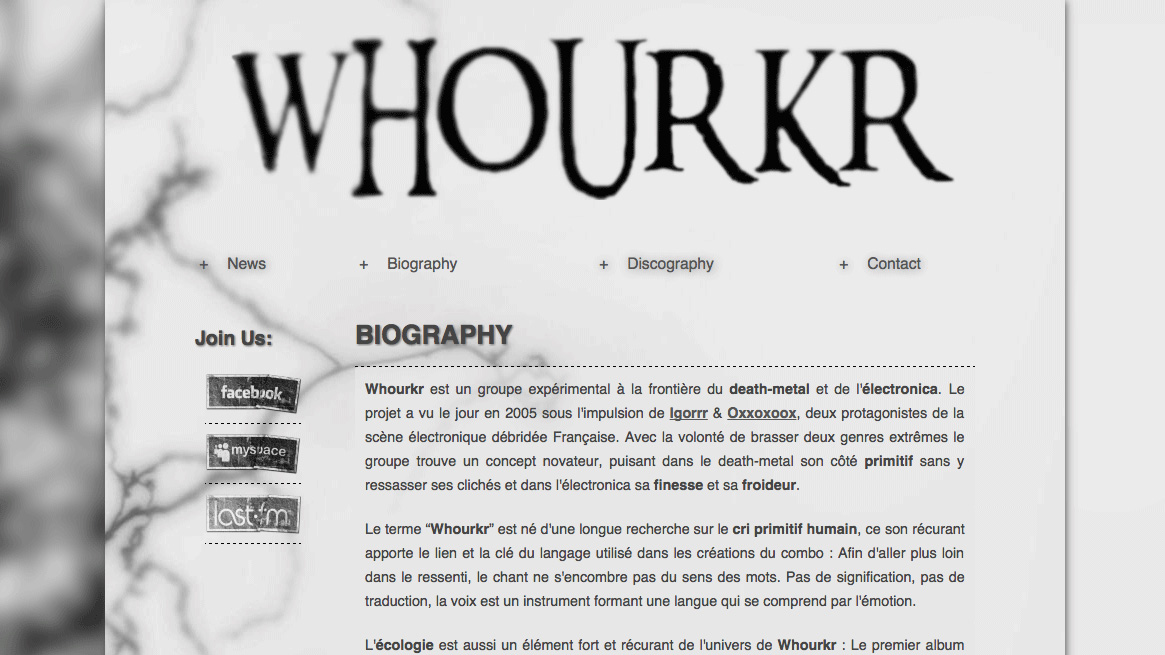 WHOURKR
+ News + Biography + Discography + Contact
Join Us:
facebook
myspace
last.fm
BIOGRAPHY
Whourkr est un groupe expérimental à la frontière du death-metal et de l'électronica. Le
projet a vu le jour en 2005 sous l'impulsion de Igorrr & Oxxoxoox, deux protagonistes de la
scène électronique débridée Française. Avec la volonté de brasser deux genres extrêmes le
groupe trouve un concept novateur, puisant dans le death-metal son côté primitif sans y
ressasser ses clichés et dans l'électronica sa finesse et sa froideur.
Le terme “Whourkr” est né d'une longue recherche sur le cri primitif humain, ce son récurant
apporte le lien et la clé du langage utilisé dans les créations du combo : Afin d'aller plus loin
dans le ressenti, le chant ne s'encombre pas du sens des mots. Pas de signification, pas de
traduction, la voix est un instrument formant une langue qui se comprend par l'émotion.
L'écologie est aussi un élément fort et récurant de l'univers de Whourkr : Le premier album